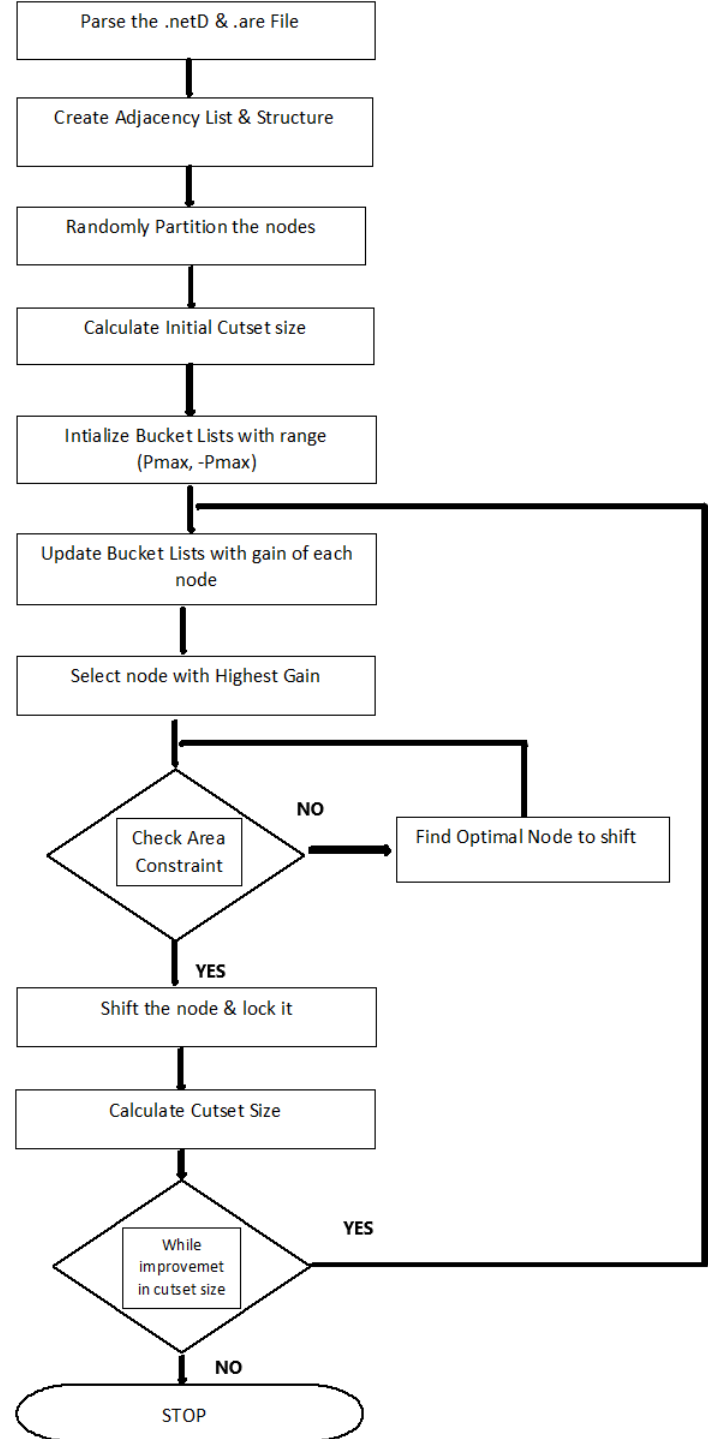 Parse the .netD & .are File
Create Adjacency List & Structure
Randomly Partition the nodes
Calculate Initial Cutset size
Intialize Bucket Lists with range
(Pmax, -Pmax)
Update Bucket Lists with gain of each
node
Select node with Highest Gain
Check Area
Constraint
NO
Find Optimal Node to shift
YES
Shift the node & lock it
Calculate Cutset Size
While
improvemet
in cutset size
YES
NO
STOP